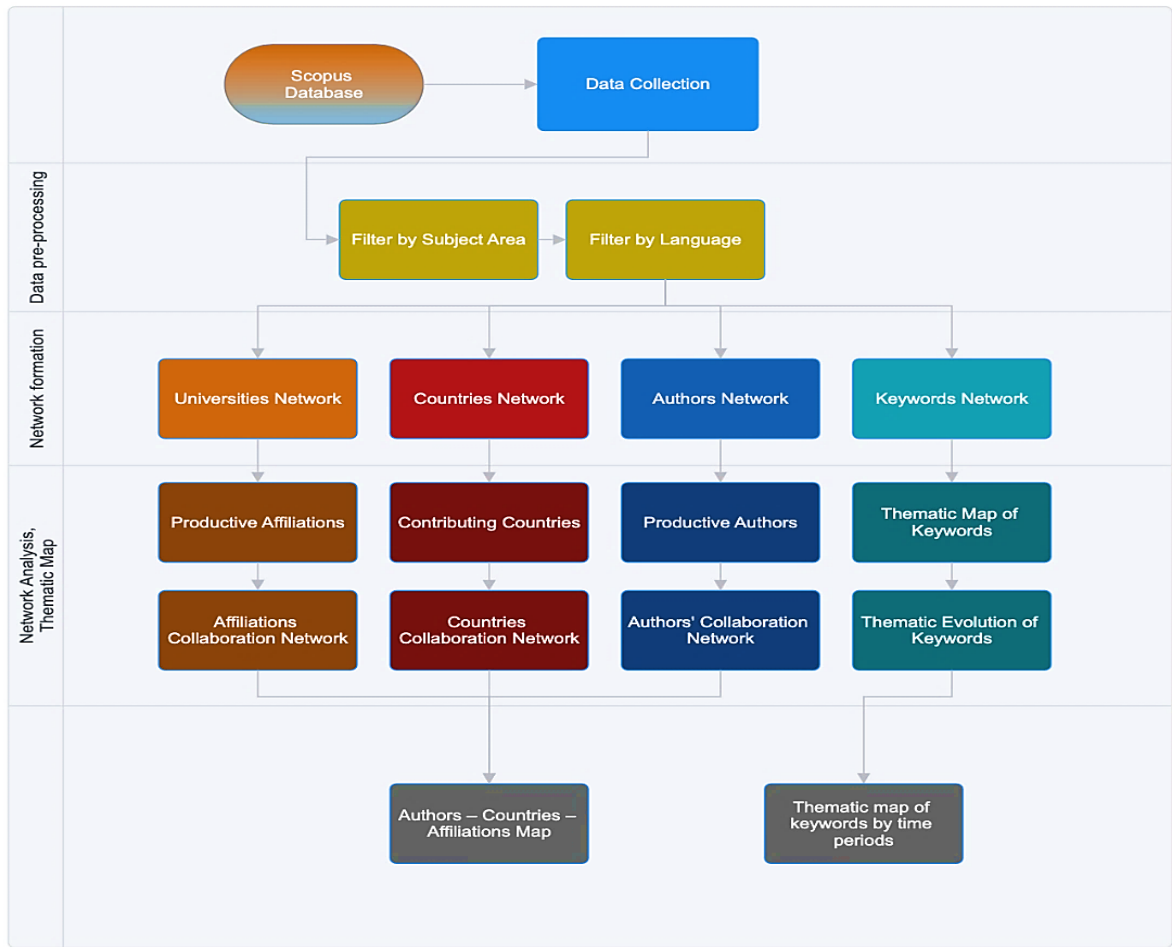 Scopus
Database
Data Collection
Data pre-processing
Filter by Subject Area
Filter by Language
Network formation
Universities Network
Countries Network
Authors Network
Keywords Network
Network Analysis,
Thematic Map
Productive Affiliations
Contributing Countries
Productive Authors
Thematic Map of
Keywords
Affiliations
Collaboration Network
Countries
Collaboration Network
Authors' Collaboration
Network
Thematic Evolution of
Keywords
Authors – Countries –
Affiliations Map
Thematic map of
keywords by time
periods